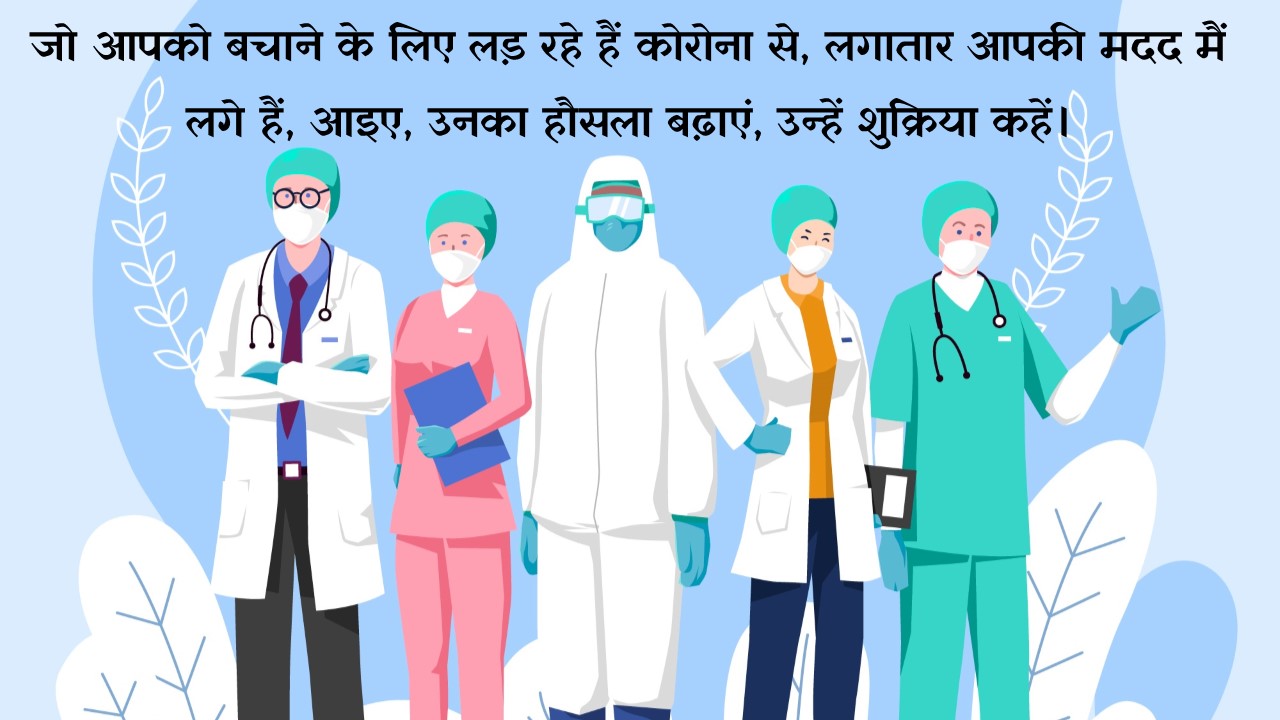 जो आपको बचाने के लिए लड़ रहे हैं कोरोना से, लगातार आपकी मदद मैं
लगे हैं, आइए, उनका हौसला बढ़ाएं, उन्हें शुक्रिया कहें।